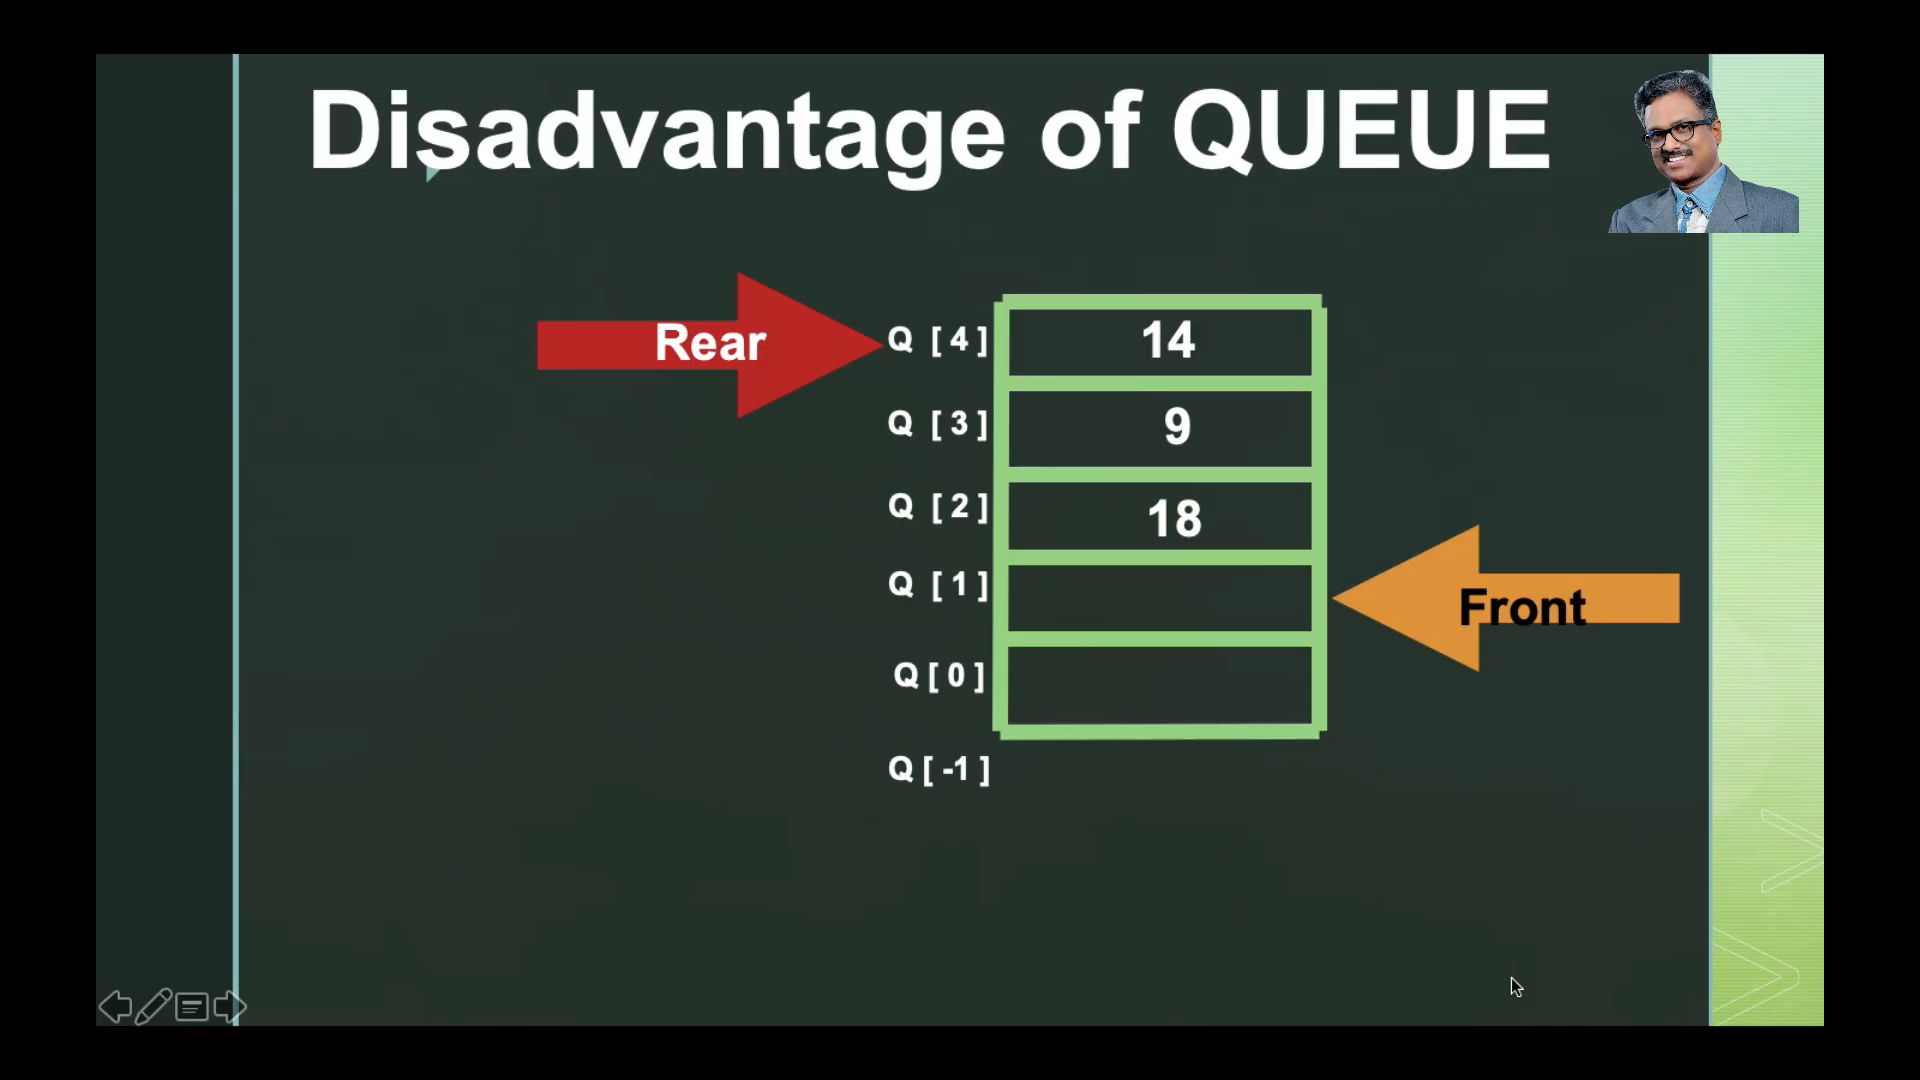 Disadvantage of QUEUE
Rear
Q [ 4 ] 14
Q [ 3 ] 9
Q [ 2 ] 18
Q [ 1 ]
Front
Q [ 0 ]
Q [ -1 ]